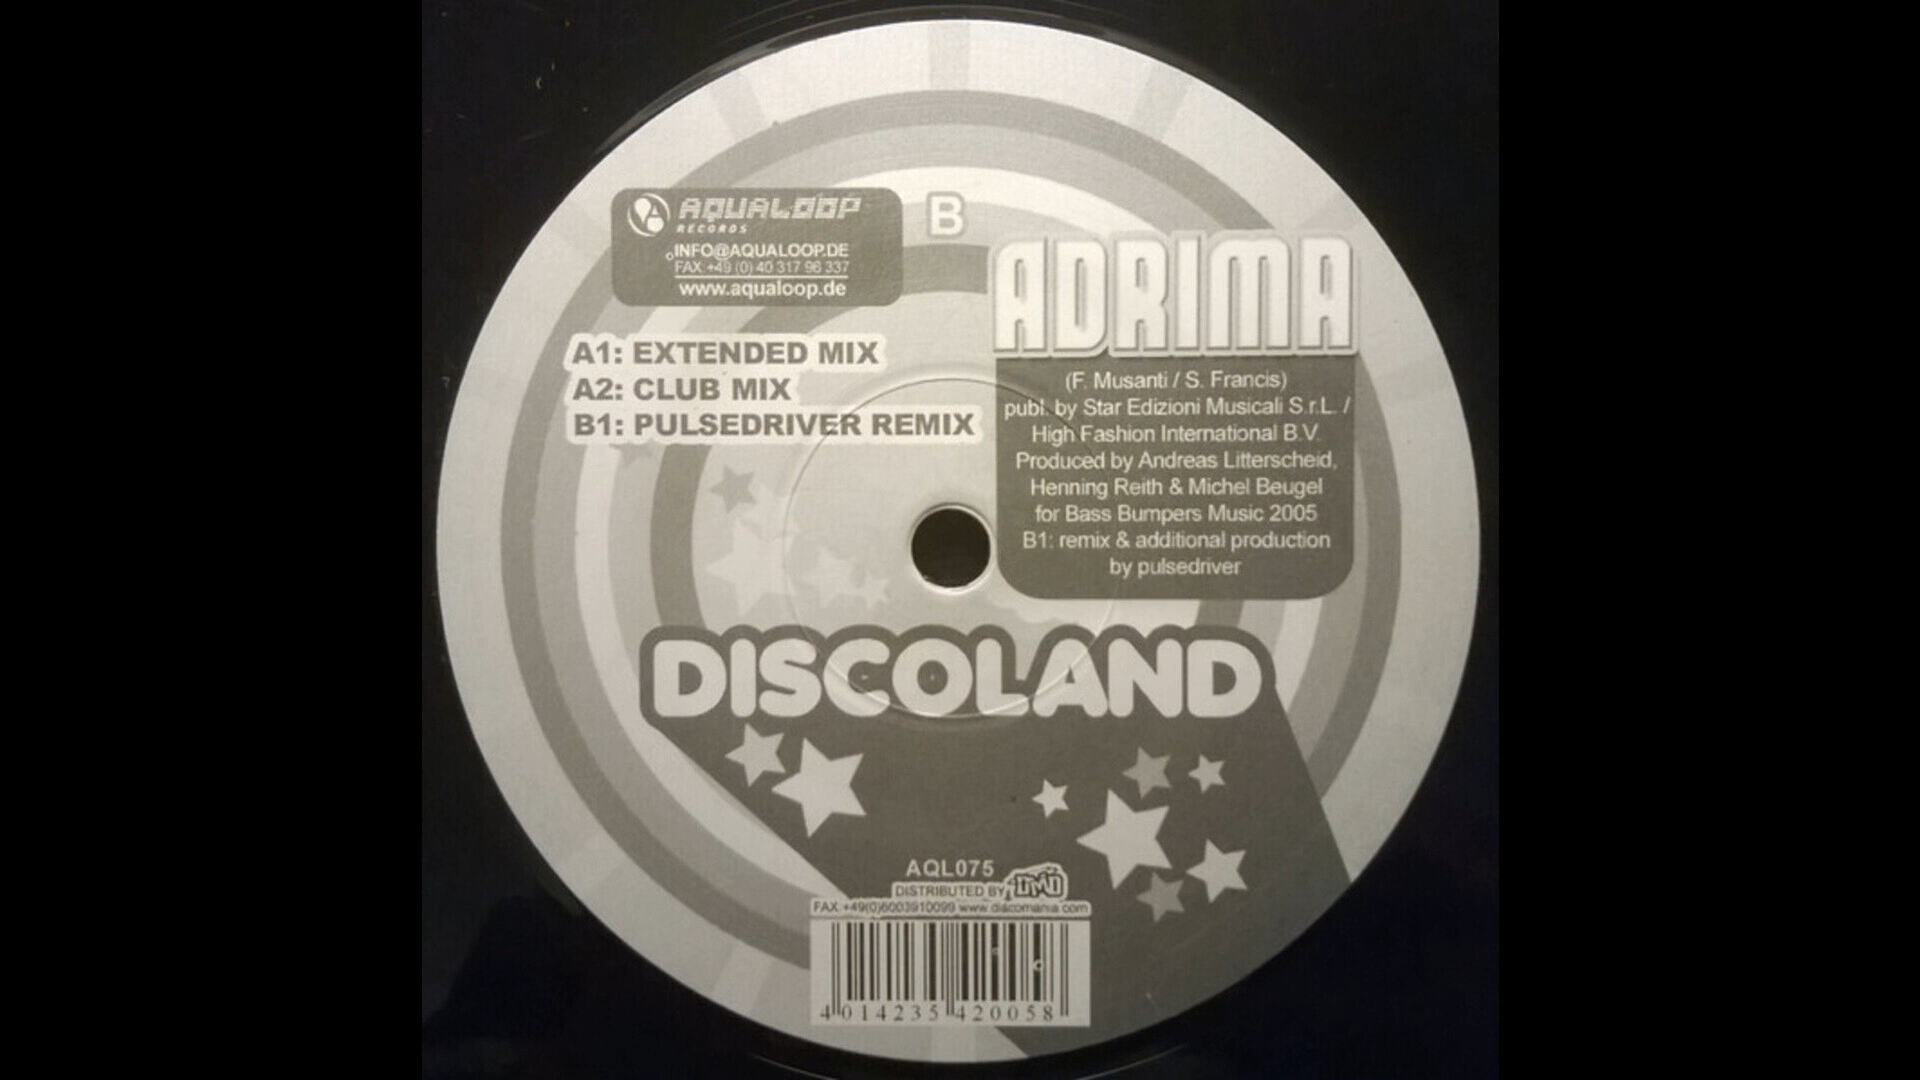 AQUALOOP
RECORDS
INFO@AQUALOOP.DE
FAX +49 (0) 40 317 96 337
www.aqualoop.de
B
ADRIMA
A1: EXTENDED MIX
A2: CLUB MIX
B1: PULSEDRIVER REMIX
(F. Musanti / S. Francis)
publ. by Star Edizioni Musicali S.r.L. /
High Fashion International B.V.
Produced by Andreas Litterscheid,
Henning Reith & Michel Beugel
for Bass Bumpers Music 2005
B1: remix & additional production
by pulsedriver
DISCOLAND
AQL075
DISTRIBUTED BY DMD
FAX +49(0)6003910099 www.discomania.com
4 014235 420058